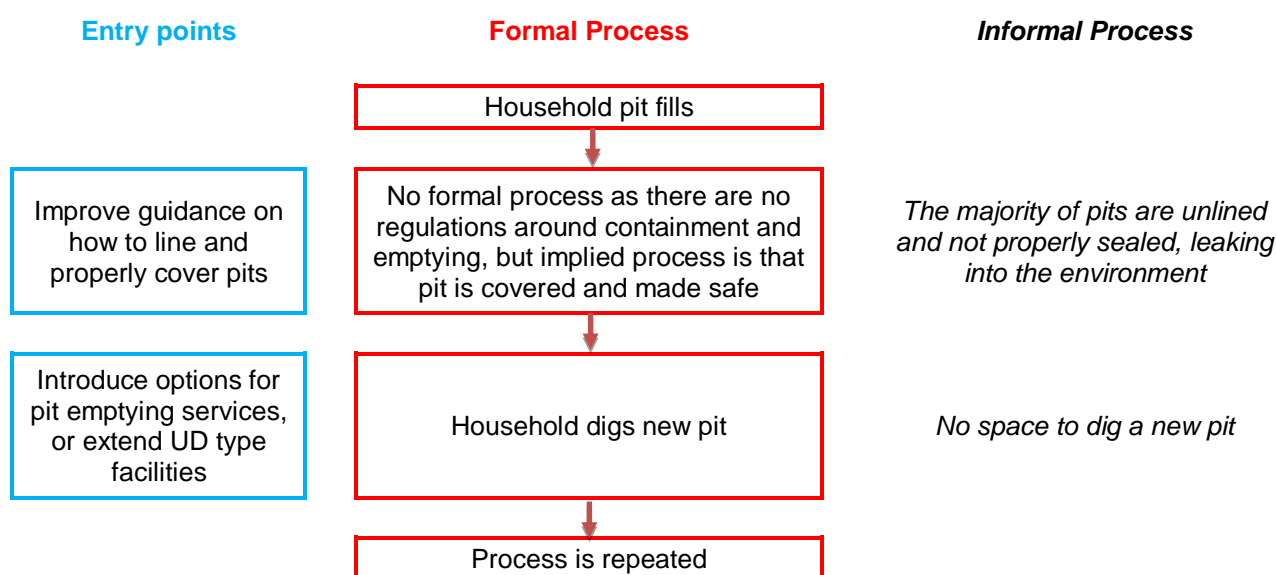 Entry points
Formal Process
Informal Process
Household pit fills
Improve guidance on
how to line and
properly cover pits
No formal process as there are no
regulations around containment and
emptying, but implied process is that
pit is covered and made safe
The majority of pits are unlined
and not properly sealed, leaking
into the environment
Introduce options for
pit emptying services,
or extend UD type
facilities
Household digs new pit
No space to dig a new pit
Process is repeated